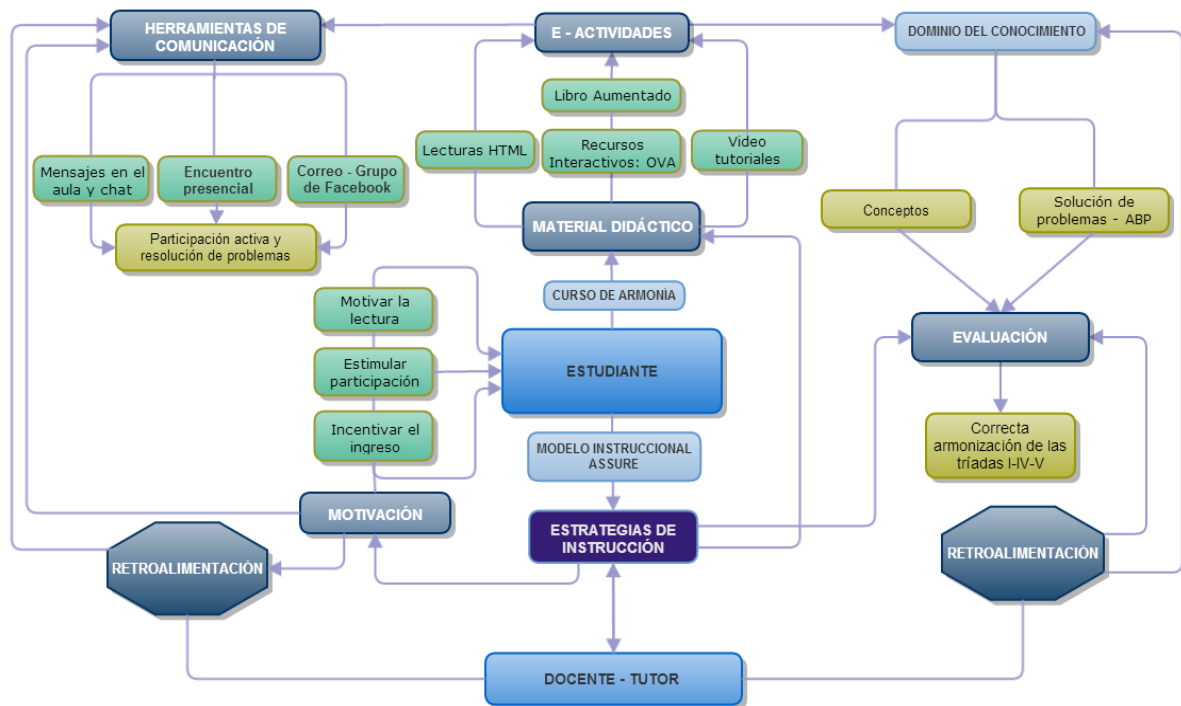 HERRAMIENTAS DE
COMUNICACIÓN
E - ACTIVIDADES
DOMINIO DEL CONOCIMIENTO
Libro Aumentado
Lecturas HTML
Recursos
Interactivos: OVA
Video
tutoriales
Mensajes en el
aula y chat
Encuentro
presencial
Correo - Grupo
de Facebook
Conceptos
Solución de
problemas - ABP
Participación activa y
resolución de problemas
MATERIAL DIDÁCTICO
CURSO DE ARMONÌA
Motivar la
lectura
Estimular
participación
Incentivar el
ingreso
ESTUDIANTE
EVALUACIÓN
Correcta
armonización de las
tríadas I-IV-V
MODELO INSTRUCCIONAL
ASSURE
MOTIVACIÓN
ESTRATEGIAS DE
INSTRUCCIÓN
RETROALIMENTACIÓN
RETROALIMENTACIÓN
DOCENTE - TUTOR